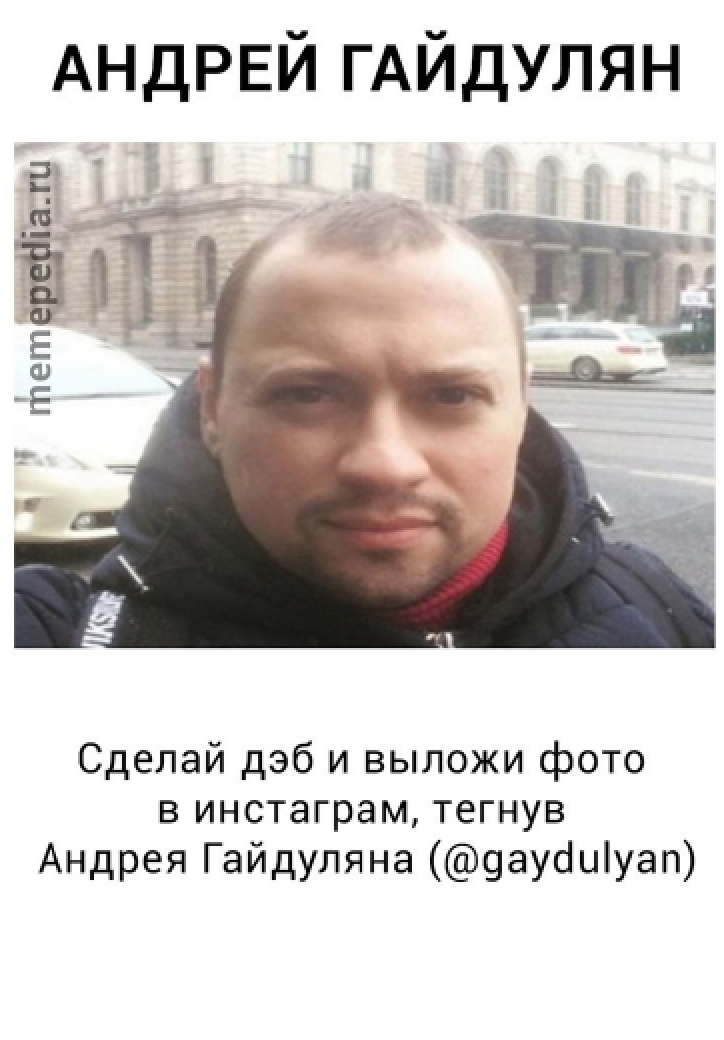 АНДРЕЙ ГАЙДУЛЯН
memepedia.ru
Сделай дэб и выложи фото
в инстаграм, тегнув
Андрея Гайдуляна (@gaydulyan)